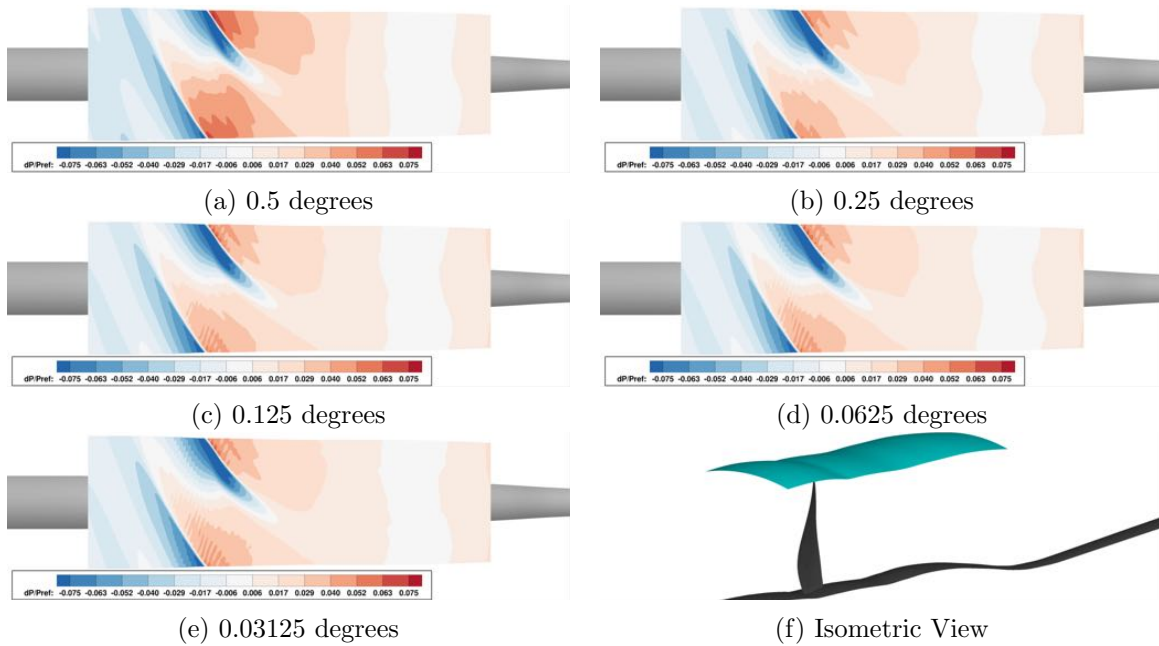 dP/Pref: -0.075 -0.063 -0.052 -0.040 -0.029 -0.017 -0.006 0.006 0.017 0.029 0.040 0.052 0.063 0.075
(a) 0.5 degrees
dP/Pref: -0.075 -0.063 -0.052 -0.040 -0.029 -0.017 -0.006 0.006 0.017 0.029 0.040 0.052 0.063 0.075
(b) 0.25 degrees
dP/Pref: -0.075 -0.063 -0.052 -0.040 -0.029 -0.017 -0.006 0.006 0.017 0.029 0.040 0.052 0.063 0.075
(c) 0.125 degrees
dP/Pref: -0.075 -0.063 -0.052 -0.040 -0.029 -0.017 -0.006 0.006 0.017 0.029 0.040 0.052 0.063 0.075
(d) 0.0625 degrees
dP/Pref: -0.075 -0.063 -0.052 -0.040 -0.029 -0.017 -0.006 0.006 0.017 0.029 0.040 0.052 0.063 0.075
(e) 0.03125 degrees
(f) Isometric View